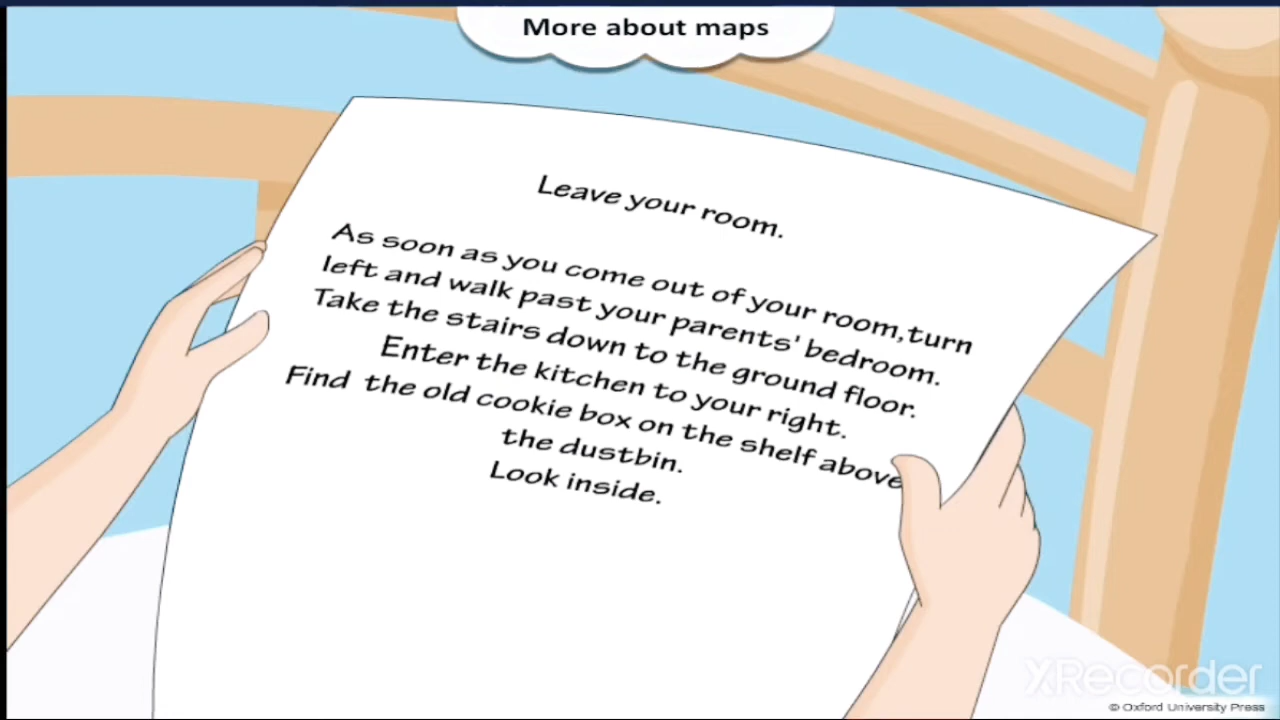 More about maps
Leave your room.
As soon as you come out of your room,turn
left and walk past your parents' bedroom.
Take the stairs down to the ground floor.
Enter the kitchen to your right.
Find the old cookie box on the shelf above
the dustbin.
Look inside.
XRecorder
© Oxford University Press